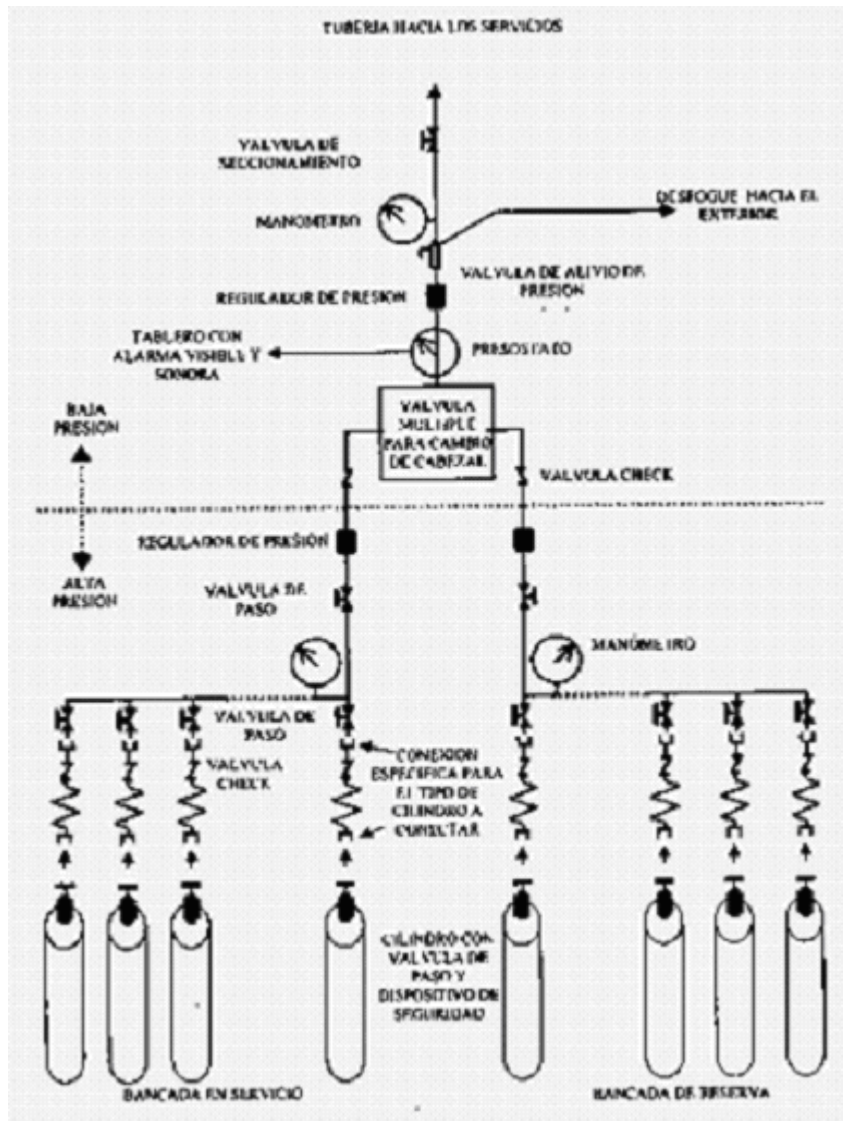 TUBERIA HACIA LOS SERVICIOS
VALVULA DE
SECCIONAMIENTO
MANOMETRO
DESFOGUE HACIA EL
EXTERIOR
VALVULA DE ALIVIO DE
PRESION
REGULADOR DE PRESION
TABLERO CON
ALARMA VISIBLE Y
SONORA
PRESOSTATO
BAJA
PRESION
VALVULA
MULTIPLE
PARA CAMBIO
DE CABEZAL
VALVULA CHECK
REGULADOR DE PRESIÓN
ALTA
PRESION
VALVULA DE
PASO
MANÓMETRO
VALVULA DE
PASO
VALVULA
CHECK
CONEXION
ESPECIFICA PARA
EL TIPO DE
CILINDRO A
CONECTAR
CILINDRO CON
VALVULA DE
PASO Y
DISPOSITIVO DE
SEGURIDAD
BANCADA EN SERVICIO
BANCADA DE RESERVA